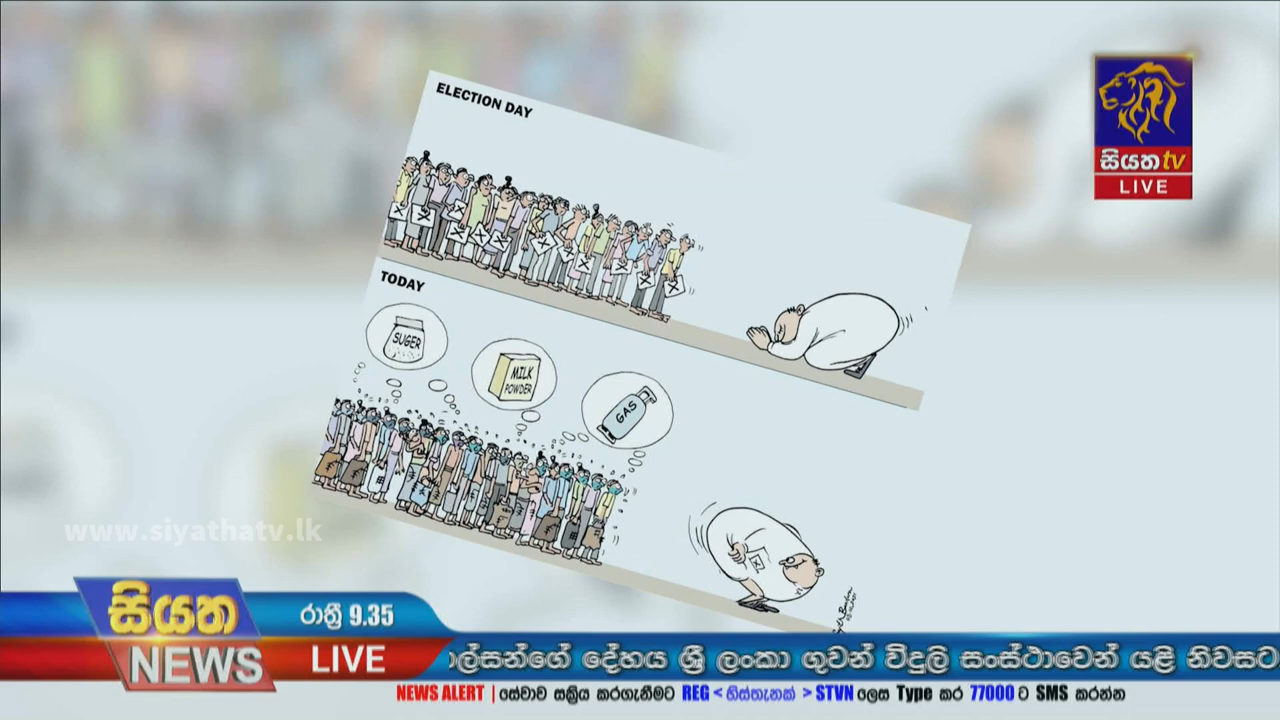 ELECTION DAY
සියත tv
LIVE
TODAY
SUGER
MILK
POWDER
GAS
www.siyathatv.lk
සියත
NEWS
රාත්‍රී 9.35
LIVE
ාල්සන්ගේ දේහය ශ්‍රී ලංකා ගුවන් විදුලි සංස්ථාවෙන් යළි නිවසට
NEWS ALERT | සේවාව සක්‍රිය කරගැනීමට REG < හිස්තැනක් > STVN ලෙස Type කර 77000 ට SMS කරන්න